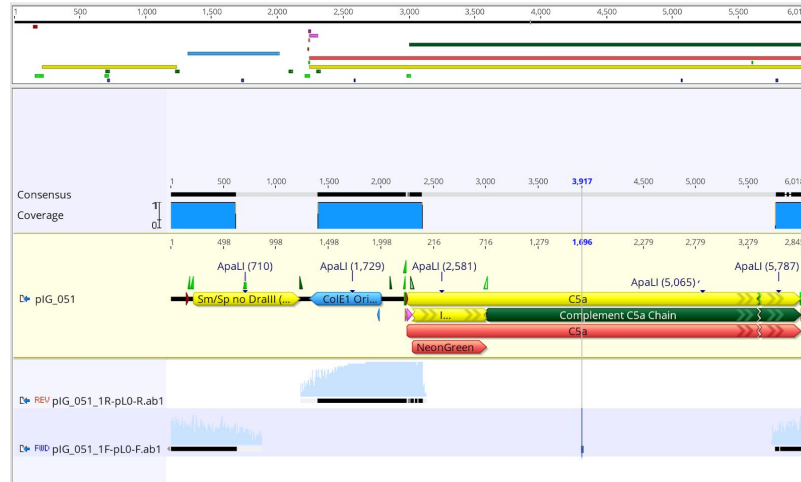 1 500 1,000 1,500 2,000 2,500 3,000 3,500 4,000 4,500 5,000 5,500 6,01
1 500 1,000 1,500 2,000 2,500 3,000 3,500 3,917 4,500 5,000 5,500 6,018
Consensus
Coverage
1
0
1 498 998 1,498 1,998 216 716 1,279 1,696 2,279 2,779 3,279 2,845
ApaLI (710) ApaLI (1,729) ApaLI (2,581) ApaLI (5,065) ApaLI (5,787)
pIG_051
Sm/Sp no DraIII (... ColE1 Ori... C5a
I... Complement C5a Chain
C5a
NeonGreen
REV pIG_051_1R-pL0-R.ab1
FWD pIG_051_1F-pL0-F.ab1